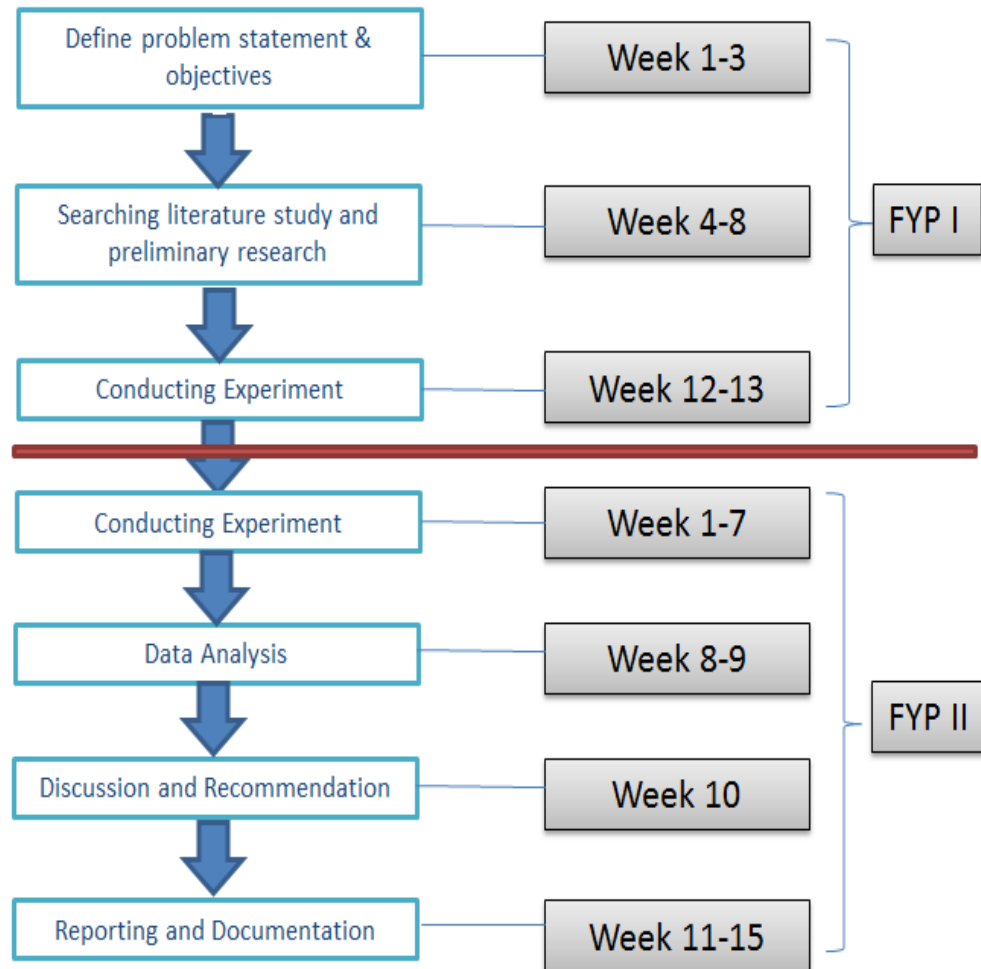 Define problem statement &
objectives
Week 1-3
Searching literature study and
preliminary research
Week 4-8
FYP I
Conducting Experiment
Week 12-13
Conducting Experiment
Week 1-7
Data Analysis
Week 8-9
FYP II
Discussion and Recommendation
Week 10
Reporting and Documentation
Week 11-15